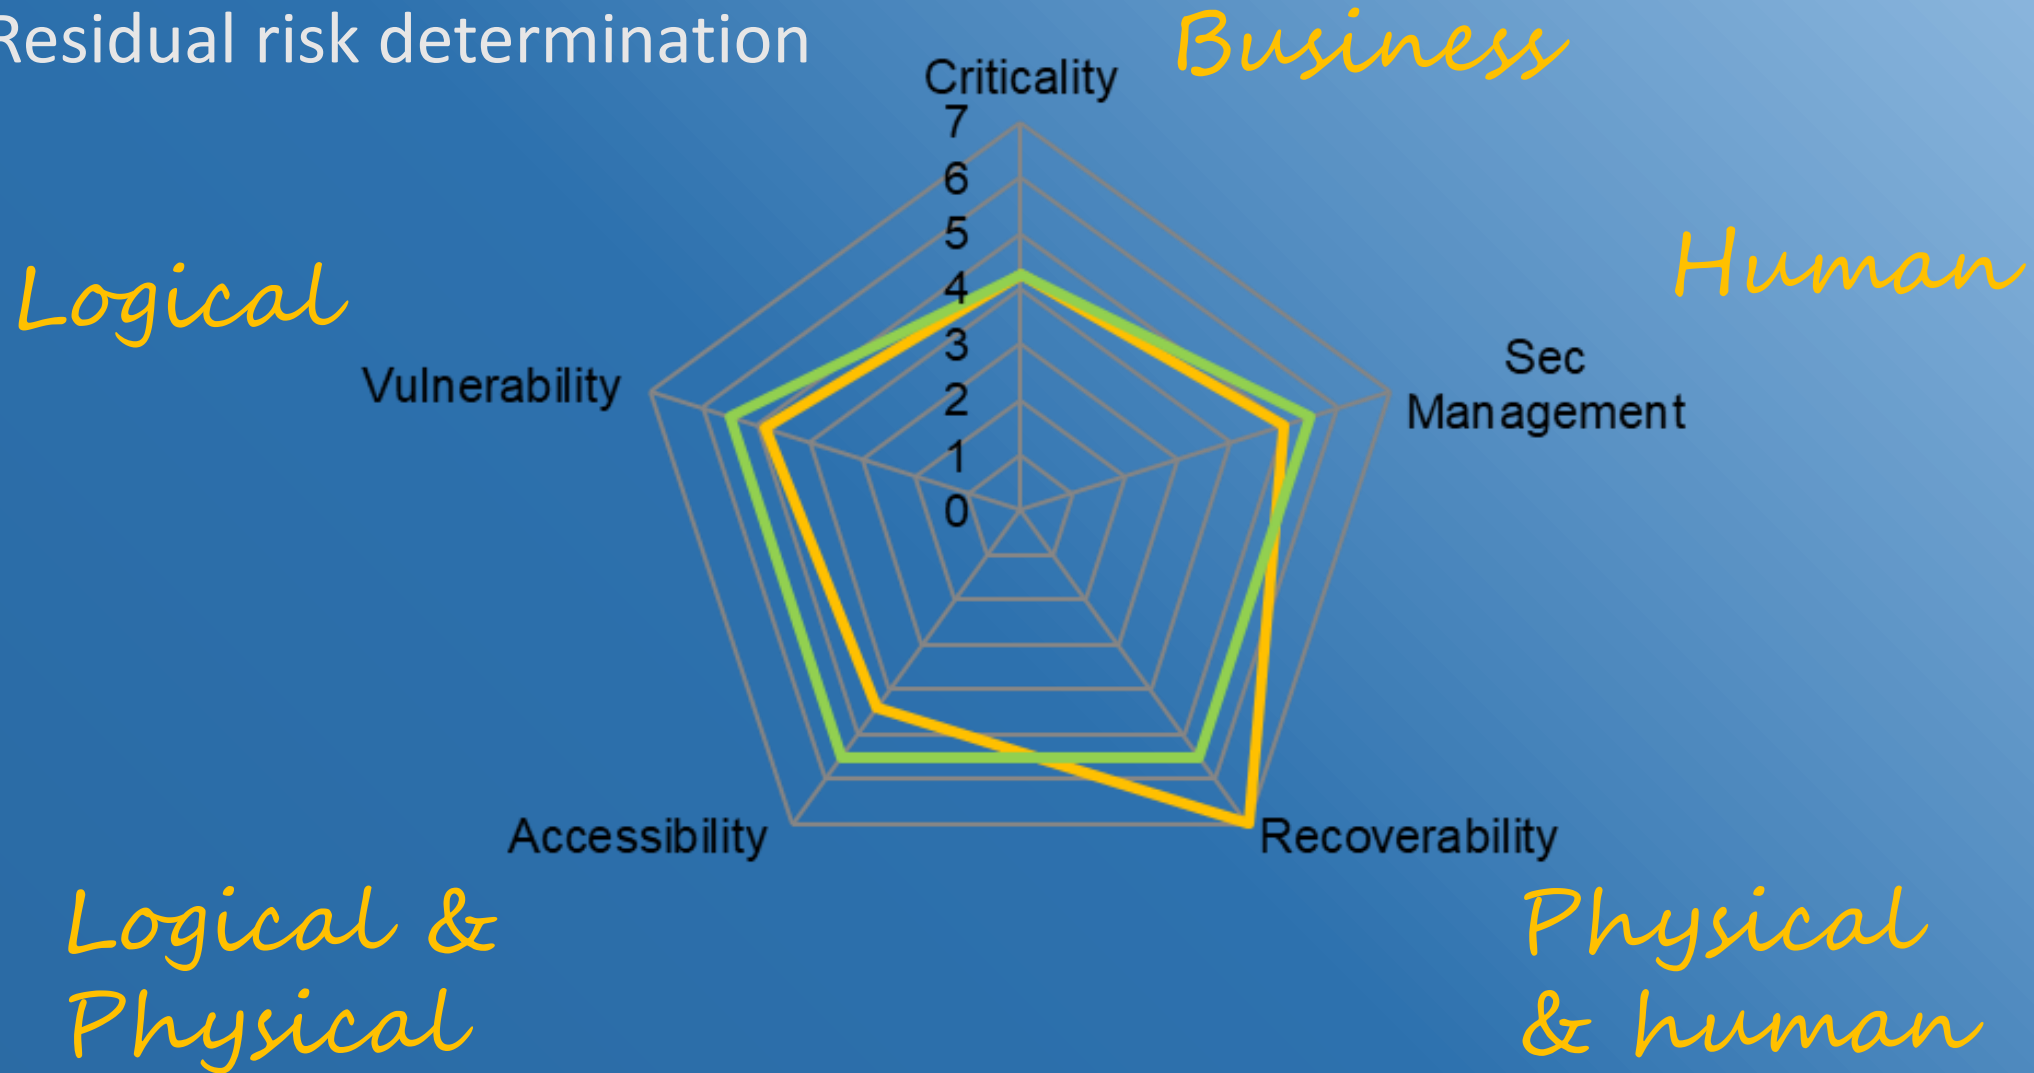 Residual risk determination
Business
Criticality
7
6
5
4
3
2
1
0
Logical
Human
Vulnerability
Sec
Management
Accessibility
Recoverability
Logical &
Physical
Physical
& human